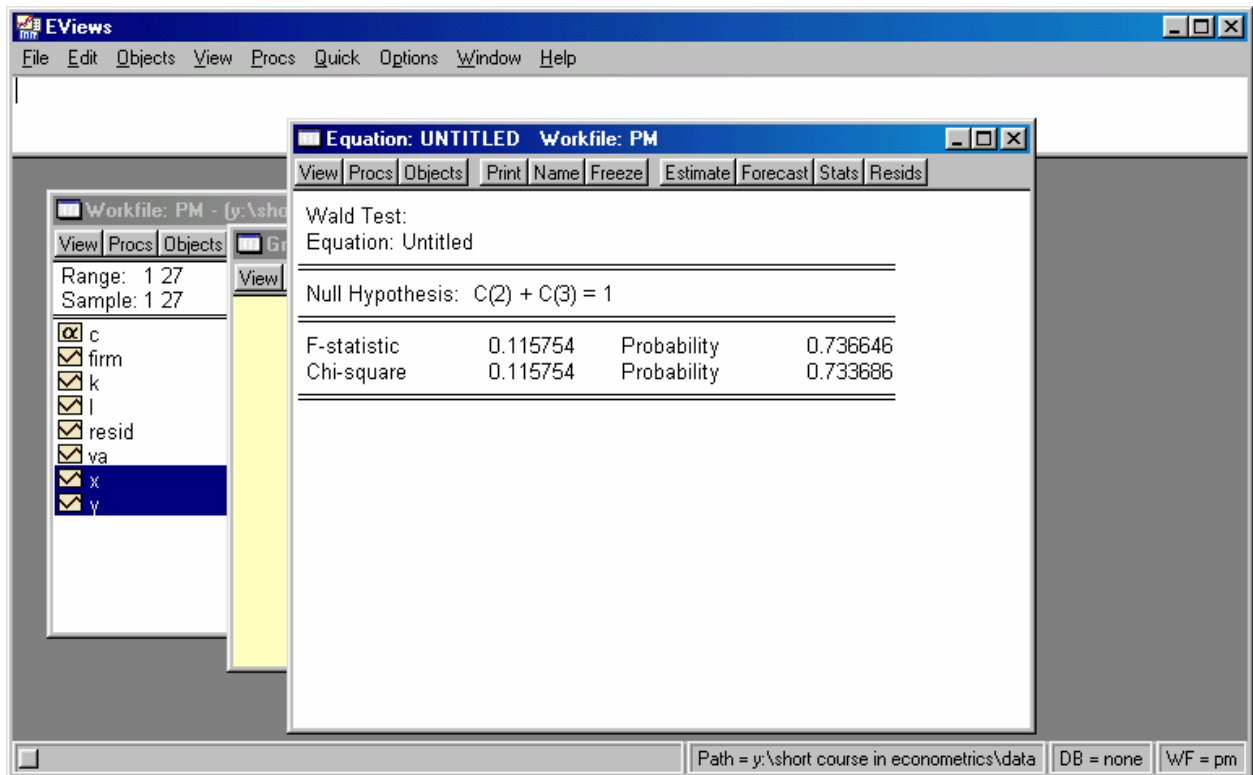 EViews
File Edit Objects View Procs Quick Options Window Help
Equation: UNTITLED Workfile: PM
View Procs Objects Print Name Freeze Estimate Forecast Stats Resids
Wald Test:
Equation: Untitled
Null Hypothesis: C(2) + C(3) = 1
F-statistic 0.115754 Probability 0.736646
Chi-square 0.115754 Probability 0.733686
Workfile: PM - (y:\sho
View Procs Objects
Range: 1 27
Sample: 1 27
c
firm
k
l
resid
va
x
y
Gr
View
Path = y:\short course in econometrics\data DB = none WF = pm